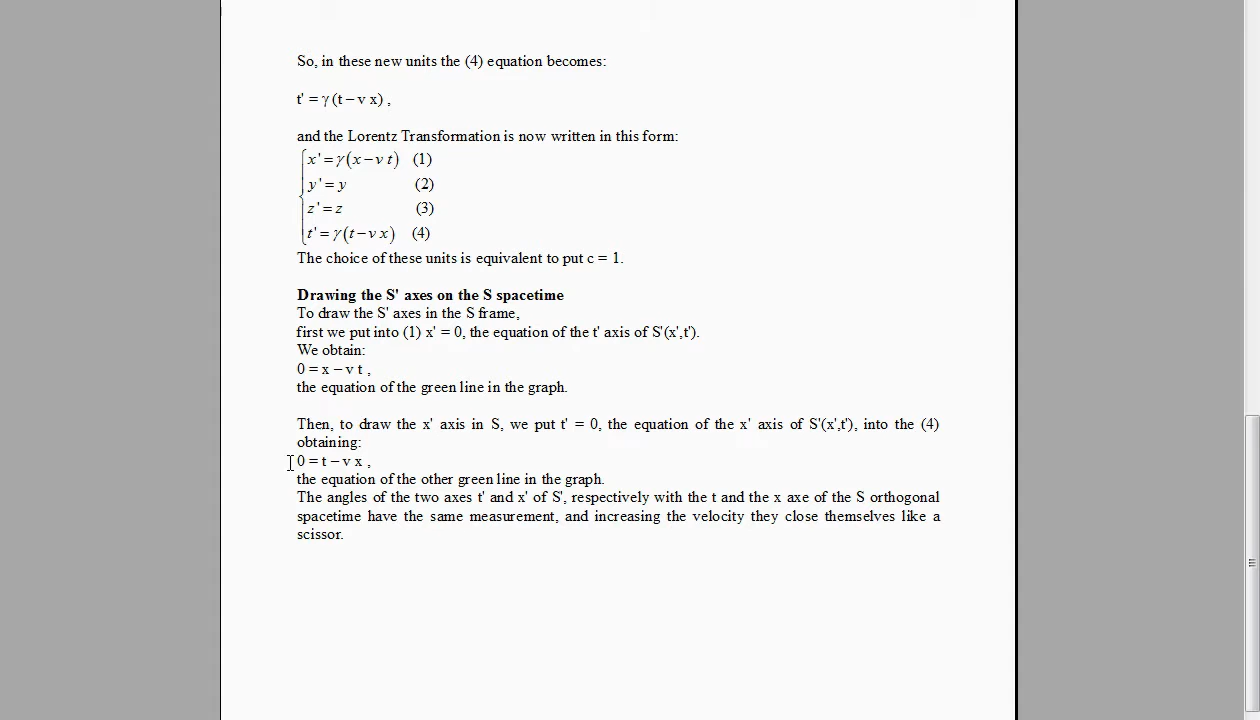 So, in these new units the (4) equation becomes:
t' = γ (t − v x) ,
and the Lorentz Transformation is now written in this form:
x' = γ(x − v t) (1)
y' = y (2)
z' = z (3)
t' = γ(t − v x) (4)
The choice of these units is equivalent to put c = 1.
Drawing the S' axes on the S spacetime
To draw the S' axes in the S frame,
first we put into (1) x' = 0, the equation of the t' axis of S'(x',t').
We obtain:
0 = x − v t ,
the equation of the green line in the graph.
Then, to draw the x' axis in S, we put t' = 0, the equation of the x' axis of S'(x',t'), into the (4)
obtaining:
0 = t − v x ,
the equation of the other green line in the graph.
The angles of the two axes t' and x' of S', respectively with the t and the x axe of the S orthogonal
spacetime have the same measurement, and increasing the velocity they close themselves like a
scissor.